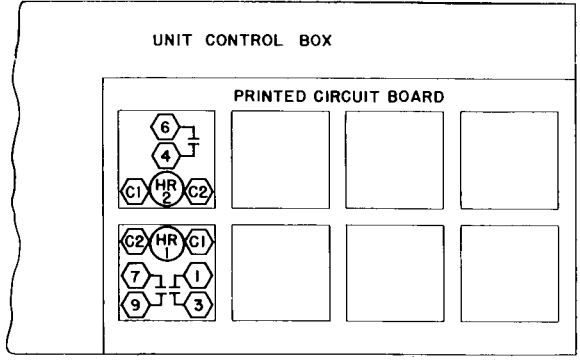 UNIT CONTROL BOX
PRINTED CIRCUIT BOARD
6
4
C1 HR 2 C2
C2 HR 1 C1
7 1
9 3